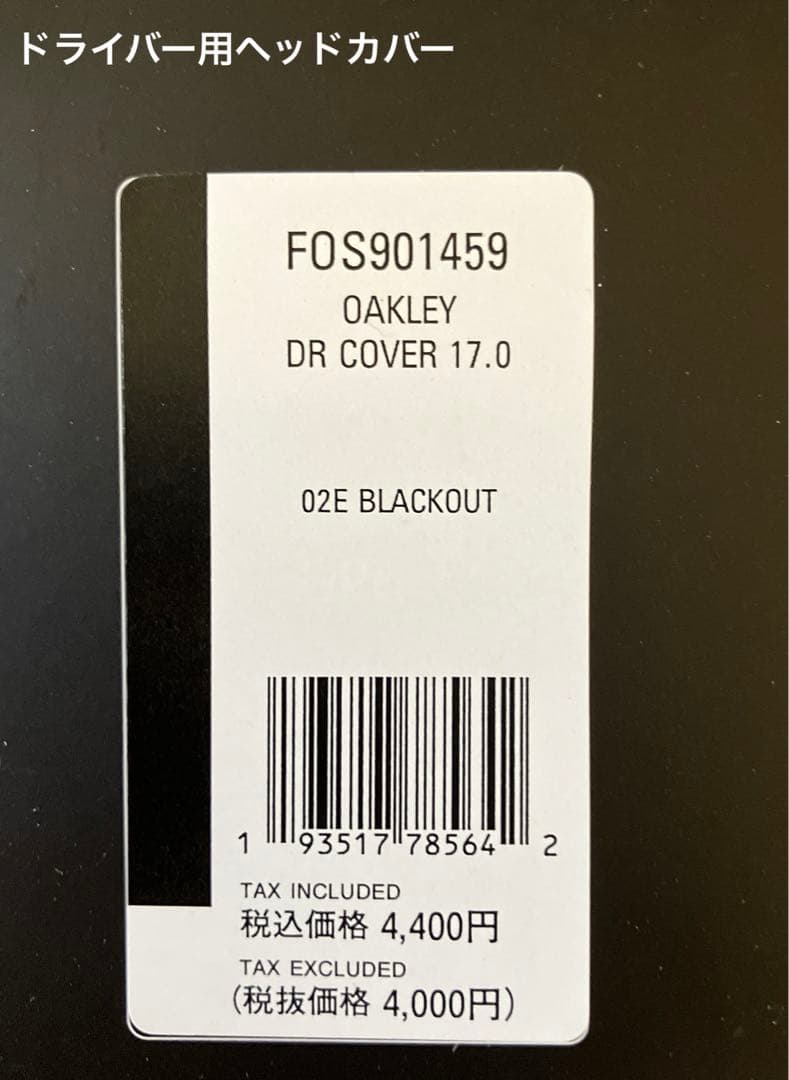 ドライバー用ヘッドカバー
FOS901459
OAKLEY
DR COVER 17.0
02E BLACKOUT
1 93517 78564 2
TAX INCLUDED
税込価格 4,400円
TAX EXCLUDED
(税抜価格 4,000円)